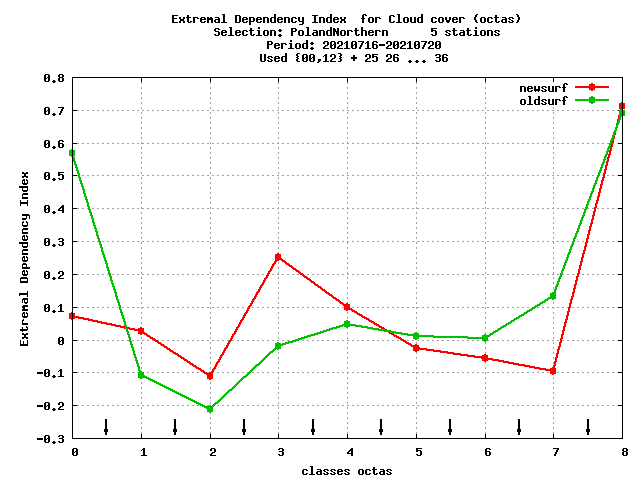 Extremal Dependency Index  for Cloud cover (octas)
Selection: PolandNorthern      5 stations
Period: 20210716-20210720
Used {00,12} + 25 26 ... 36
newsurf
oldsurf
Extremal Dependency Index
0.8
0.7
0.6
0.5
0.4
0.3
0.2
0.1
0
-0.1
-0.2
-0.3
0 1 2 3 4 5 6 7 8
classes octas